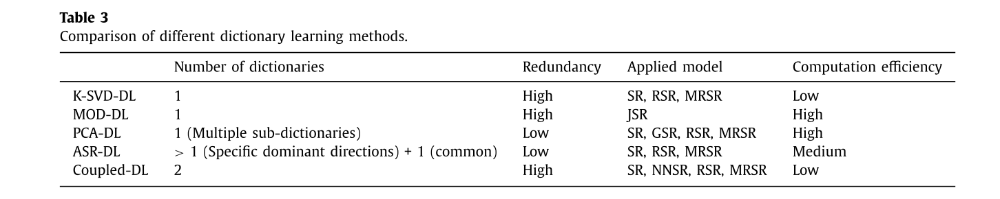 Table 3
Comparison of different dictionary learning methods.
Number of dictionaries Redundancy Applied model Computation efficiency
K-SVD-DL 1 High SR, RSR, MRSR Low
MOD-DL 1 High JSR High
PCA-DL 1 (Multiple sub-dictionaries) Low SR, GSR, RSR, MRSR High
ASR-DL > 1 (Specific dominant directions) + 1 (common) Low SR, RSR, MRSR Medium
Coupled-DL 2 High SR, NNSR, RSR, MRSR Low